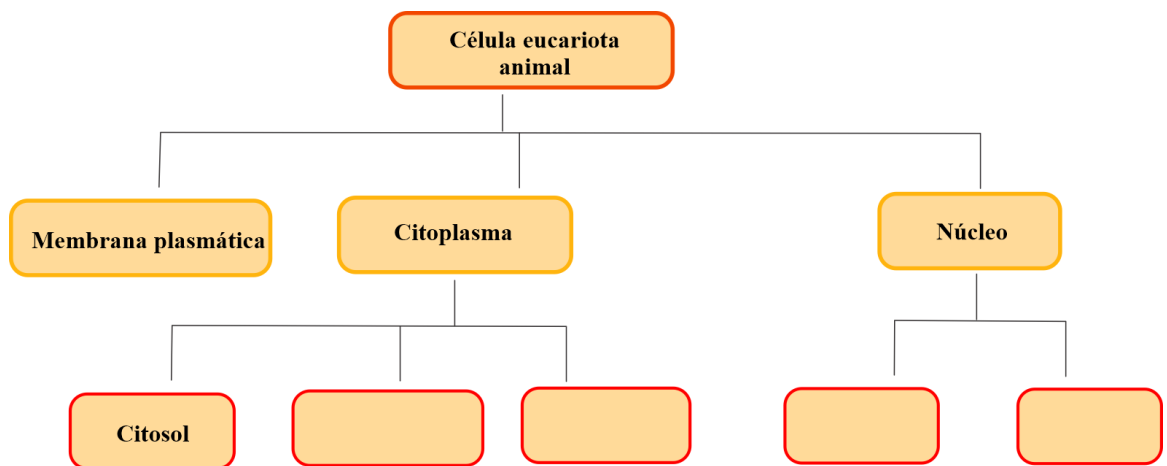 Célula eucariota
animal
Membrana plasmática
Citoplasma
Núcleo
Citosol